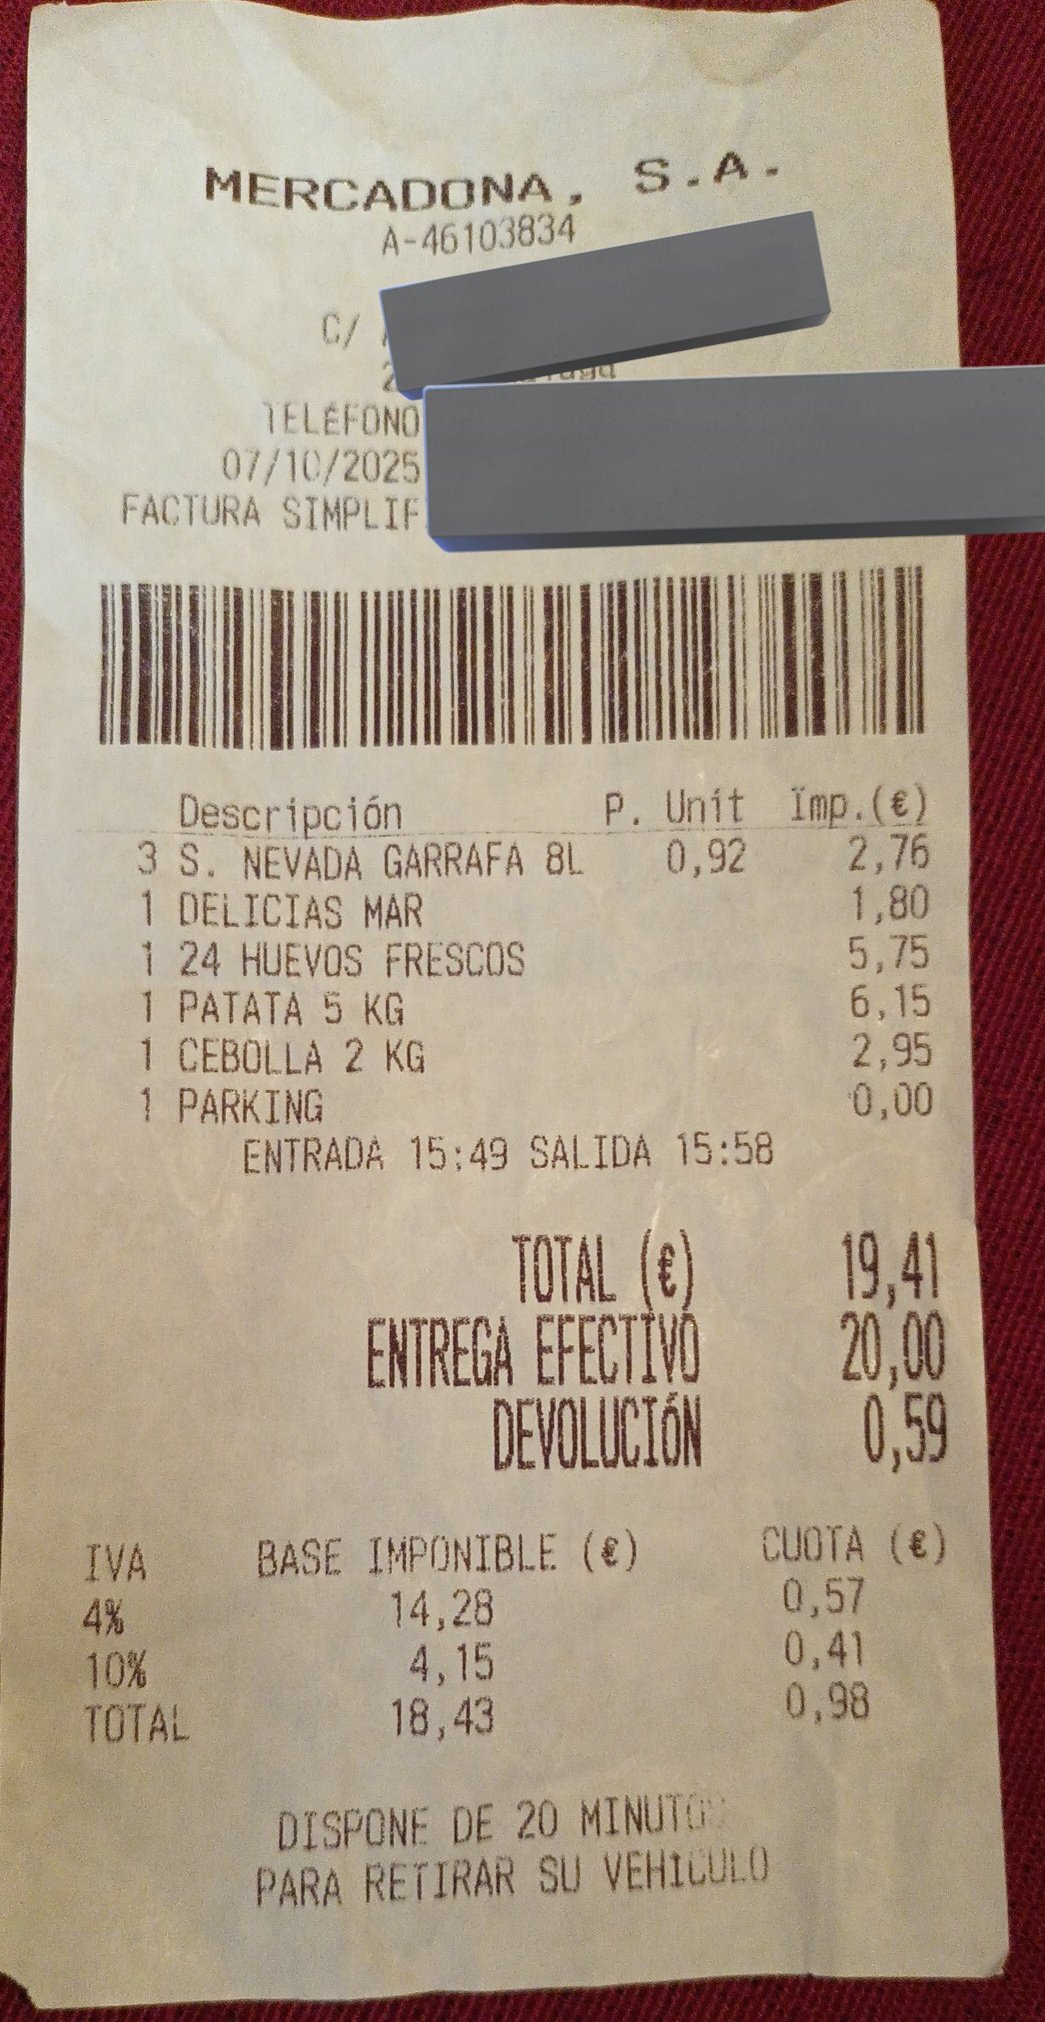 MERCADONA, S.A.
A-46103834
C/
2
TELÉFONO
07/10/2025
FACTURA SIMPLIF
Descripción P. Unit Imp.(€)
3 S. NEVADA GARRAFA 8L 0,92 2,76
1 DELICIAS MAR 1,80
1 24 HUEVOS FRESCOS 5,75
1 PATATA 5 KG 6,15
1 CEBOLLA 2 KG 2,95
1 PARKING 0,00
ENTRADA 15:49 SALIDA 15:58
TOTAL (€) 19,41
ENTREGA EFECTIVO 20,00
DEVOLUCIóN 0,59
IVA BASE IMPONIBLE (€) CUOTA (€)
4% 14,28 0,57
10% 4,15 0,41
TOTAL 18,43 0,98
DISPONE DE 20 MINUTOS
PARA RETIRAR SU VEHICULO